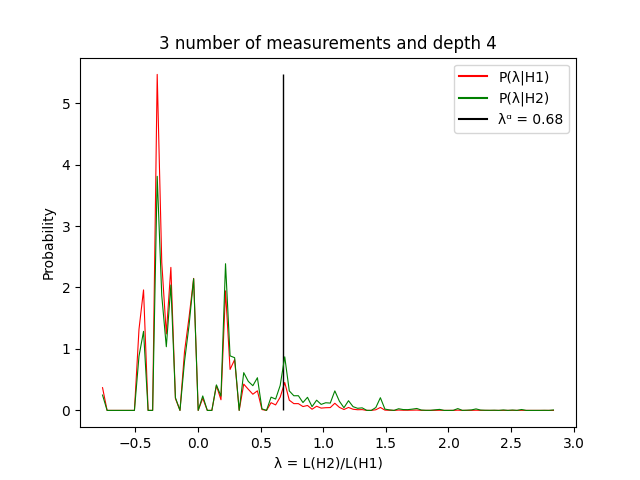 3 number of measurements and depth 4
P(λ|H1)
P(λ|H2)
λᵅ = 0.68
Probability
5
4
3
2
1
0
−0.5 0.0 0.5 1.0 1.5 2.0 2.5 3.0
λ = L(H2)/L(H1)